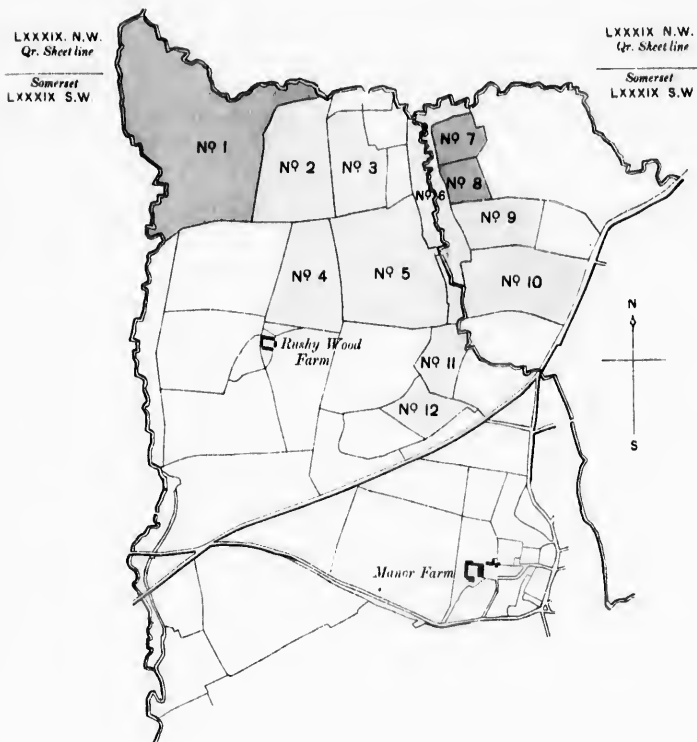 LXXXIX. N.W.
Qr. Sheet line
Somerset
LXXXIX S.W.
LXXXIX N.W.
Qr. Sheet line
Somerset
LXXXIX S.W.
No 1
No 2
No 3
No 6
No 7
No 8
No 9
No 4
No 5
No 10
N
S
Rushy Wood
Farm
No 11
No 12
Manor Farm